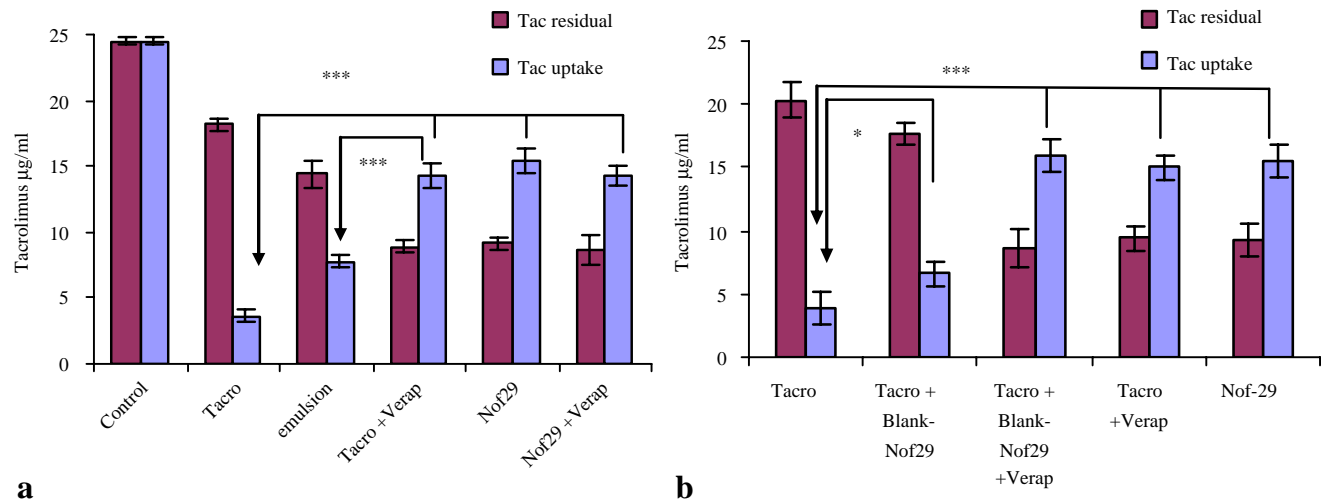 Tac residual
Tac uptake
Tacrolimus µg/ml
25
20
15
10
5
0
***
***
Control
Tacro
emulsion
Tacro +Verap
Nof29
Nof29 +Verap
a
Tac residual
Tac uptake
Tacrolimus µg/ml
25
20
15
10
5
0
***
*
Tacro
Tacro +
Blank-
Nof29
Tacro +
Blank-
Nof29
+Verap
Tacro
+Verap
Nof-29
b